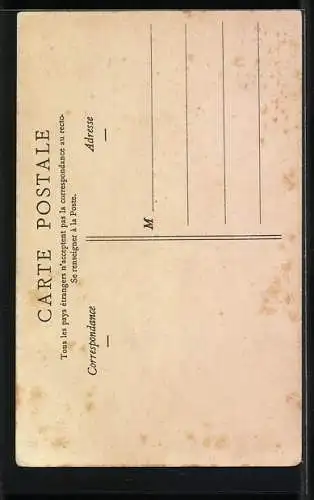 CARTE POSTALE
Tous les pays étrangers n'acceptent pas la correspondance au recto.
Se renseigner à la Poste.
Correspondance
Adresse
M